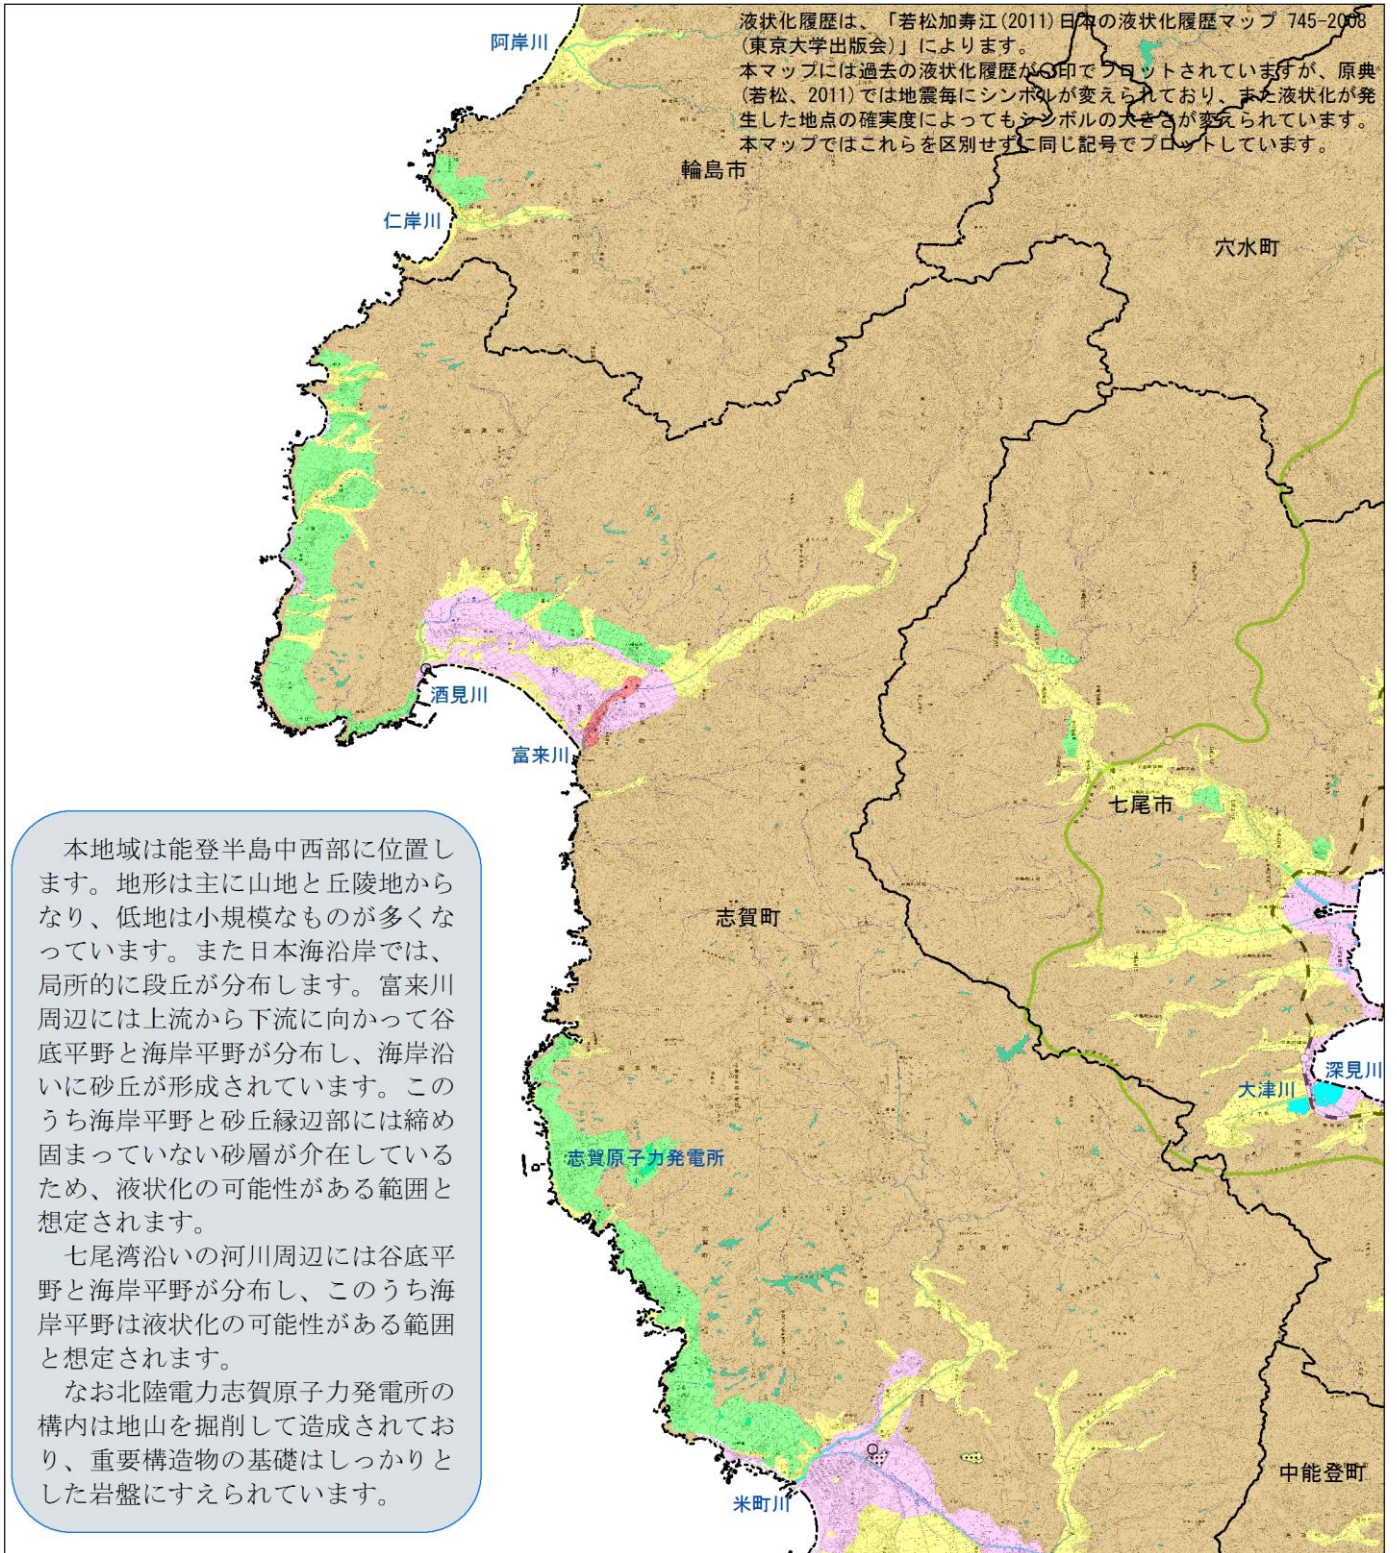 液状化履歴は、「若松加寿江(2011)日本の液状化履歴マップ 745-2008
(東京大学出版会)」によります。
本マップには過去の液状化履歴が○印でプロットされていますが、原典
(若松、2011)では地震毎にシンボルが変えられており、また液状化が発
生した地点の確実度によってもシンボルの大きさが変えられています。
本マップではこれらを区別せずに同じ記号でプロットしています。
阿岸川
輪島市
仁岸川
穴水町
酒見川
富来川
七尾市
志賀町
深見川
大津川
志賀原子力発電所
中能登町
米町川
本地域は能登半島中西部に位置し
ます。地形は主に山地と丘陵地から
なり、低地は小規模なものが多くな
っています。また日本海沿岸では、
局所的に段丘が分布します。富来川
周辺には上流から下流に向かって谷
底平野と海岸平野が分布し、海岸沿
いに砂丘が形成されています。この
うち海岸平野と砂丘縁辺部には締め
固まっていない砂層が介在している
ため、液状化の可能性がある範囲と
想定されます。
七尾湾沿いの河川周辺には谷底平
野と海岸平野が分布し、このうち海
岸平野は液状化の可能性がある範囲
と想定されます。
なお北陸電力志賀原子力発電所の
構内は地山を掘削して造成されてお
り、重要構造物の基礎はしっかりと
した岩盤にすえられています。